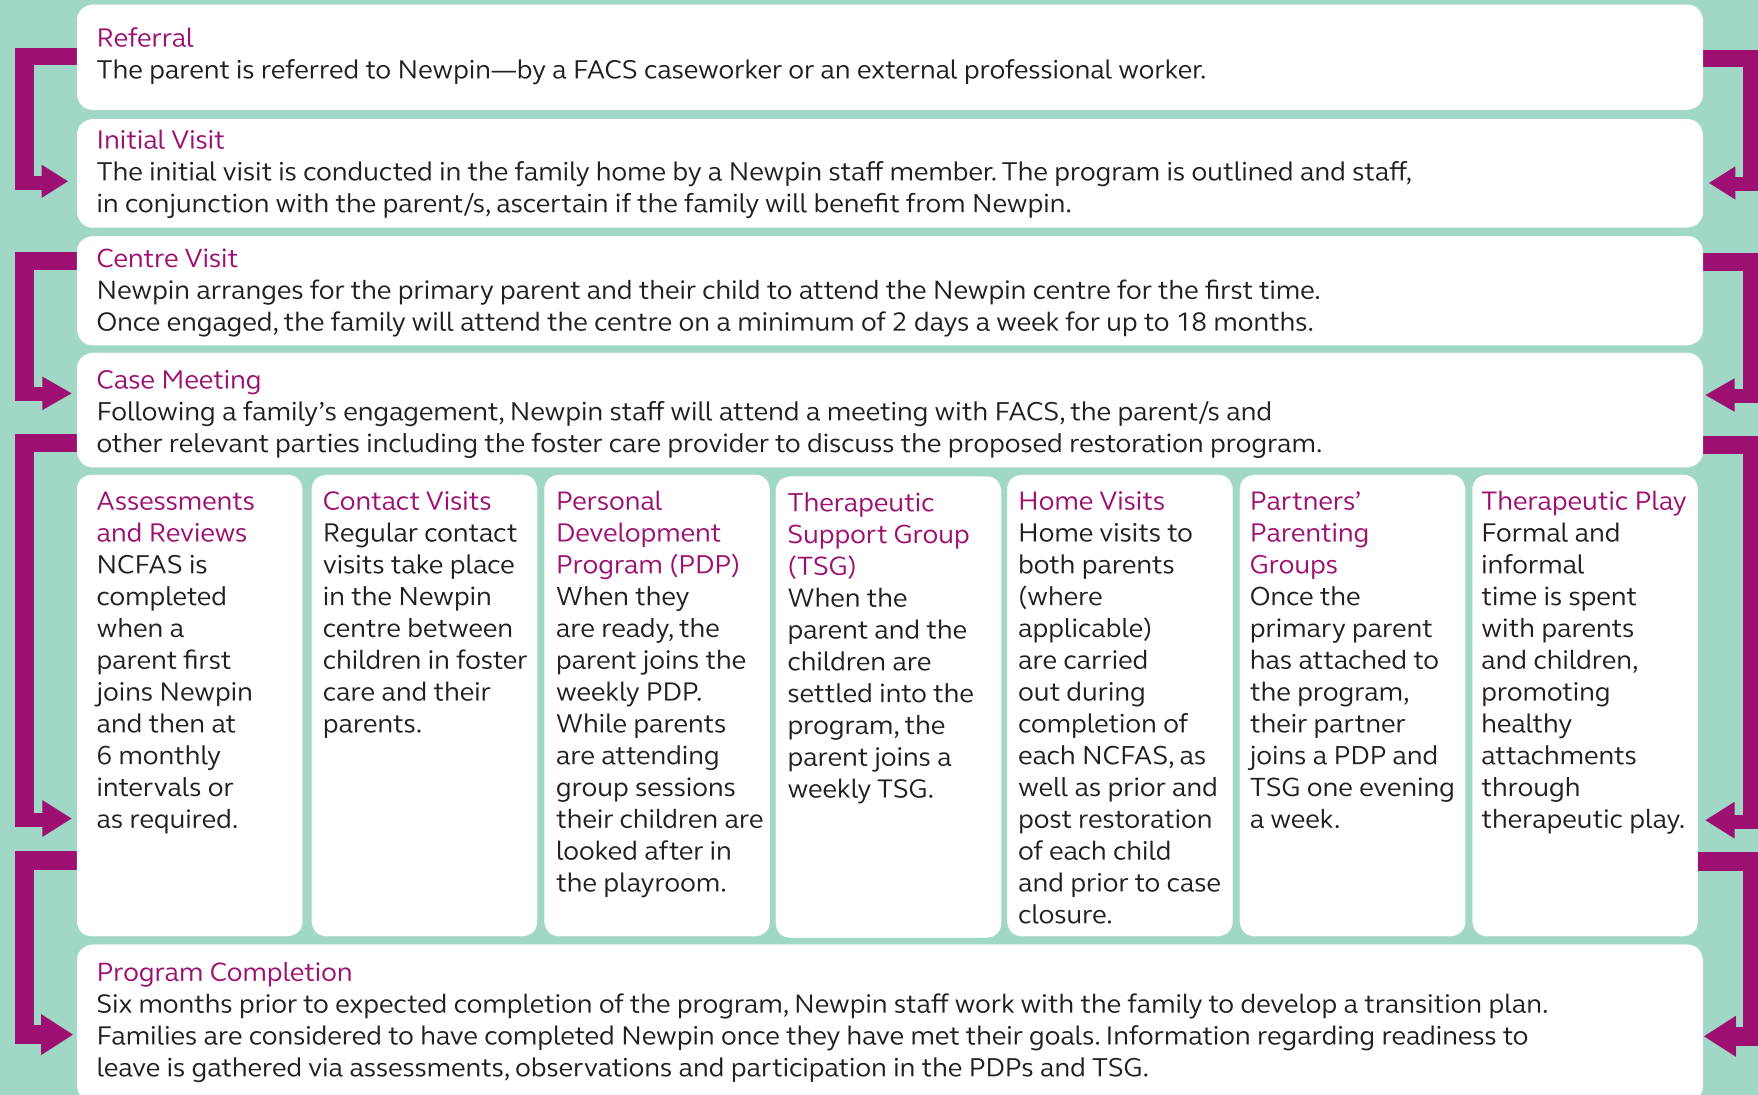 Referral
The parent is referred to Newpin—by a FACS caseworker or an external professional worker.
Initial Visit
The initial visit is conducted in the family home by a Newpin staff member. The program is outlined and staff,
in conjunction with the parent/s, ascertain if the family will benefit from Newpin.
Centre Visit
Newpin arranges for the primary parent and their child to attend the Newpin centre for the first time.
Once engaged, the family will attend the centre on a minimum of 2 days a week for up to 18 months.
Case Meeting
Following a family’s engagement, Newpin staff will attend a meeting with FACS, the parent/s and
other relevant parties including the foster care provider to discuss the proposed restoration program.
Assessments
and Reviews
NCFAS is
completed
when a
parent first
joins Newpin
and then at
6 monthly
intervals or
as required.
Contact Visits
Regular contact
visits take place
in the Newpin
centre between
children in foster
care and their
parents.
Personal
Development
Program (PDP)
When they
are ready, the
parent joins the
weekly PDP.
While parents
are attending
group sessions
their children are
looked after in
the playroom.
Therapeutic
Support Group
(TSG)
When the
parent and the
children are
settled into the
program, the
parent joins a
weekly TSG.
Home Visits
Home visits to
both parents
(where
applicable)
are carried
out during
completion of
each NCFAS, as
well as prior and
post restoration
of each child
and prior to case
closure.
Partners’
Parenting
Groups
Once the
primary parent
has attached to
the program,
their partner
joins a PDP and
TSG one evening
a week.
Therapeutic Play
Formal and
informal
time is spent
with parents
and children,
promoting
healthy
attachments
through
therapeutic play.
Program Completion
Six months prior to expected completion of the program, Newpin staff work with the family to develop a transition plan.
Families are considered to have completed Newpin once they have met their goals. Information regarding readiness to
leave is gathered via assessments, observations and participation in the PDPs and TSG.